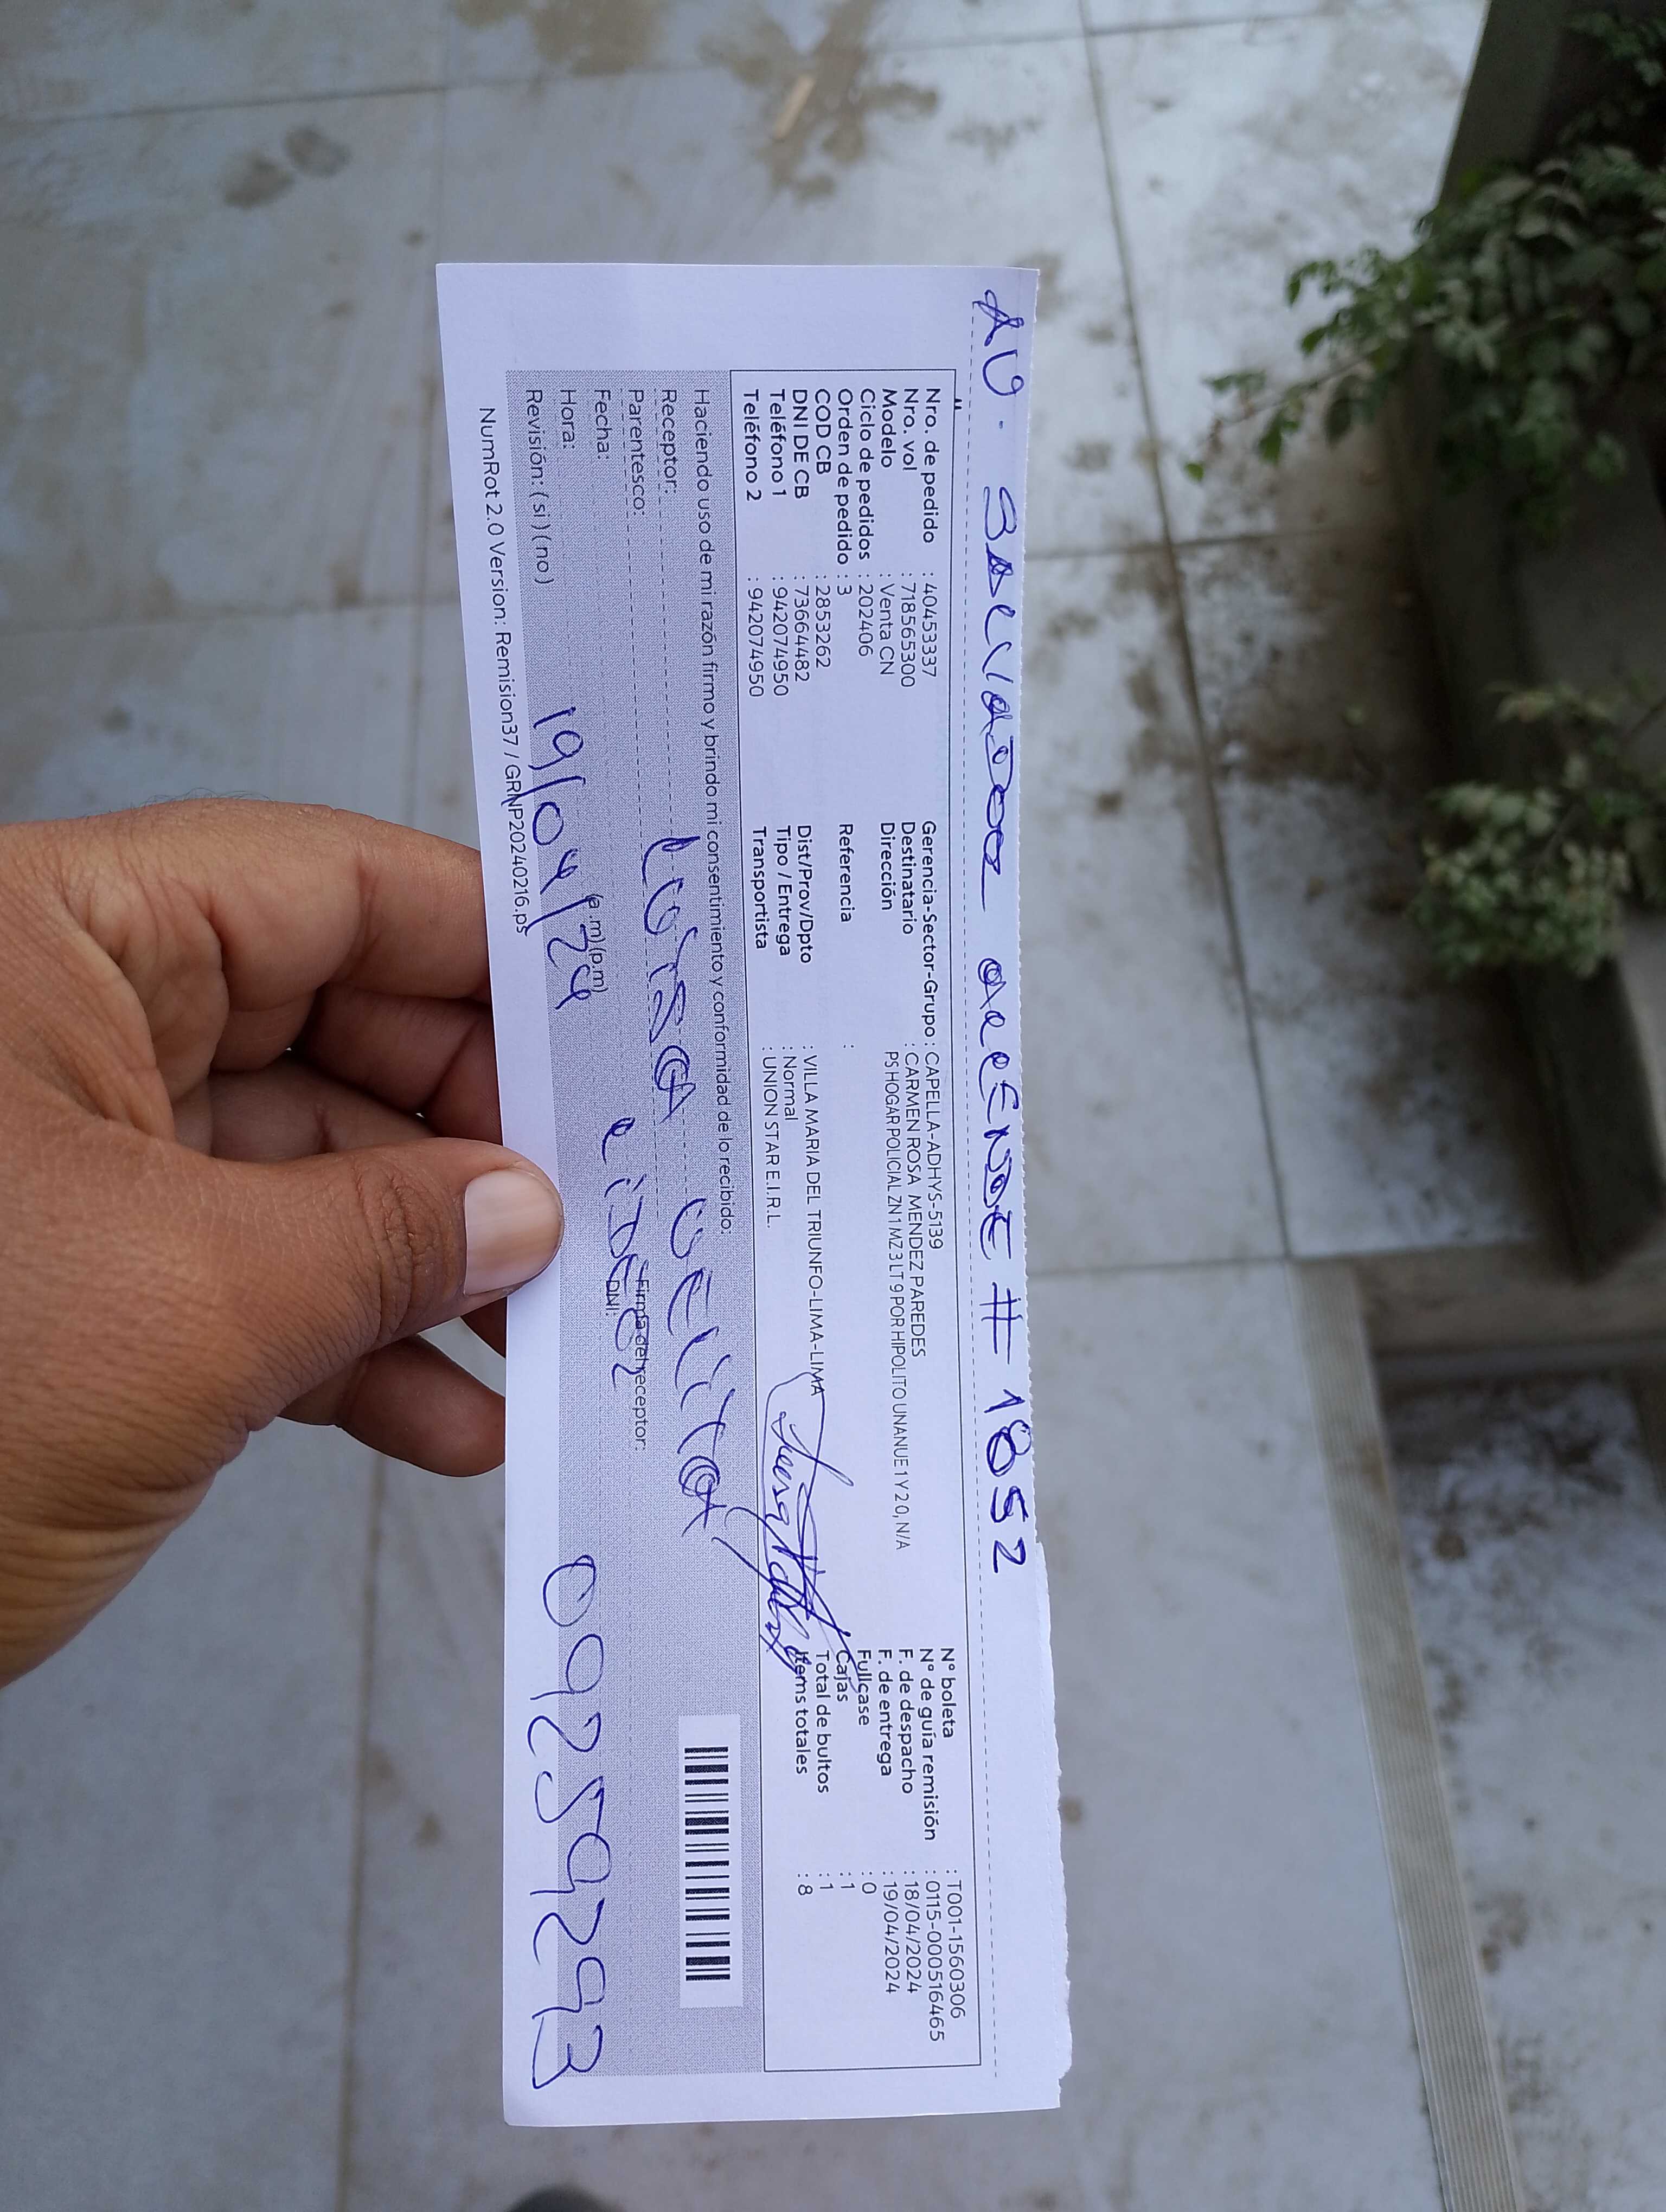 AV. SALVADOR ALLENDE # 1852
Nro. de pedido : 40453337
Nro. vol : 718565300
Modelo : Venta CN
Ciclo de pedidos : 202406
Orden de pedido : 3
COD CB : 2853262
DNI DE CB : 73664482
Teléfono 1 : 942074950
Teléfono 2 : 942074950
Gerencia-Sector-Grupo : CAPELLA-ADHYS-5139
Destinatario : CARMEN ROSA MENDEZ PAREDES
Dirección PS HOGAR POLICIAL ZN 1 MZ 3 LT 9 POR HIPOLITO UNANUE 1 Y 2 0, N/A
Referencia :
Dist/Prov/Dpto : VILLA MARIA DEL TRIUNFO-LIMA-LIMA
Tipo / Entrega : Normal
Transportista : UNION STAR E.I.R.L.
N° boleta : T001-1560306
N° de guía remisión : 0115-000516465
F. de despacho : 18/04/2024
F. de entrega : 19/04/2024
Fullcase : 0
Cajas : 1
Total de bultos : 1
Items totales : 8
Haciendo uso de mi razón firmo y brindo mi consentimiento y conformidad de lo recibido:
Receptor: LUISA
Parentesco:
Fecha:
Hora: (a.m)(p.m)
Revisión: (si) (no) 19/04/24
Firma del receptor:
DNI:
09259293
NumRot 2.0 Version: Remision37 / GRNP20240216.ps